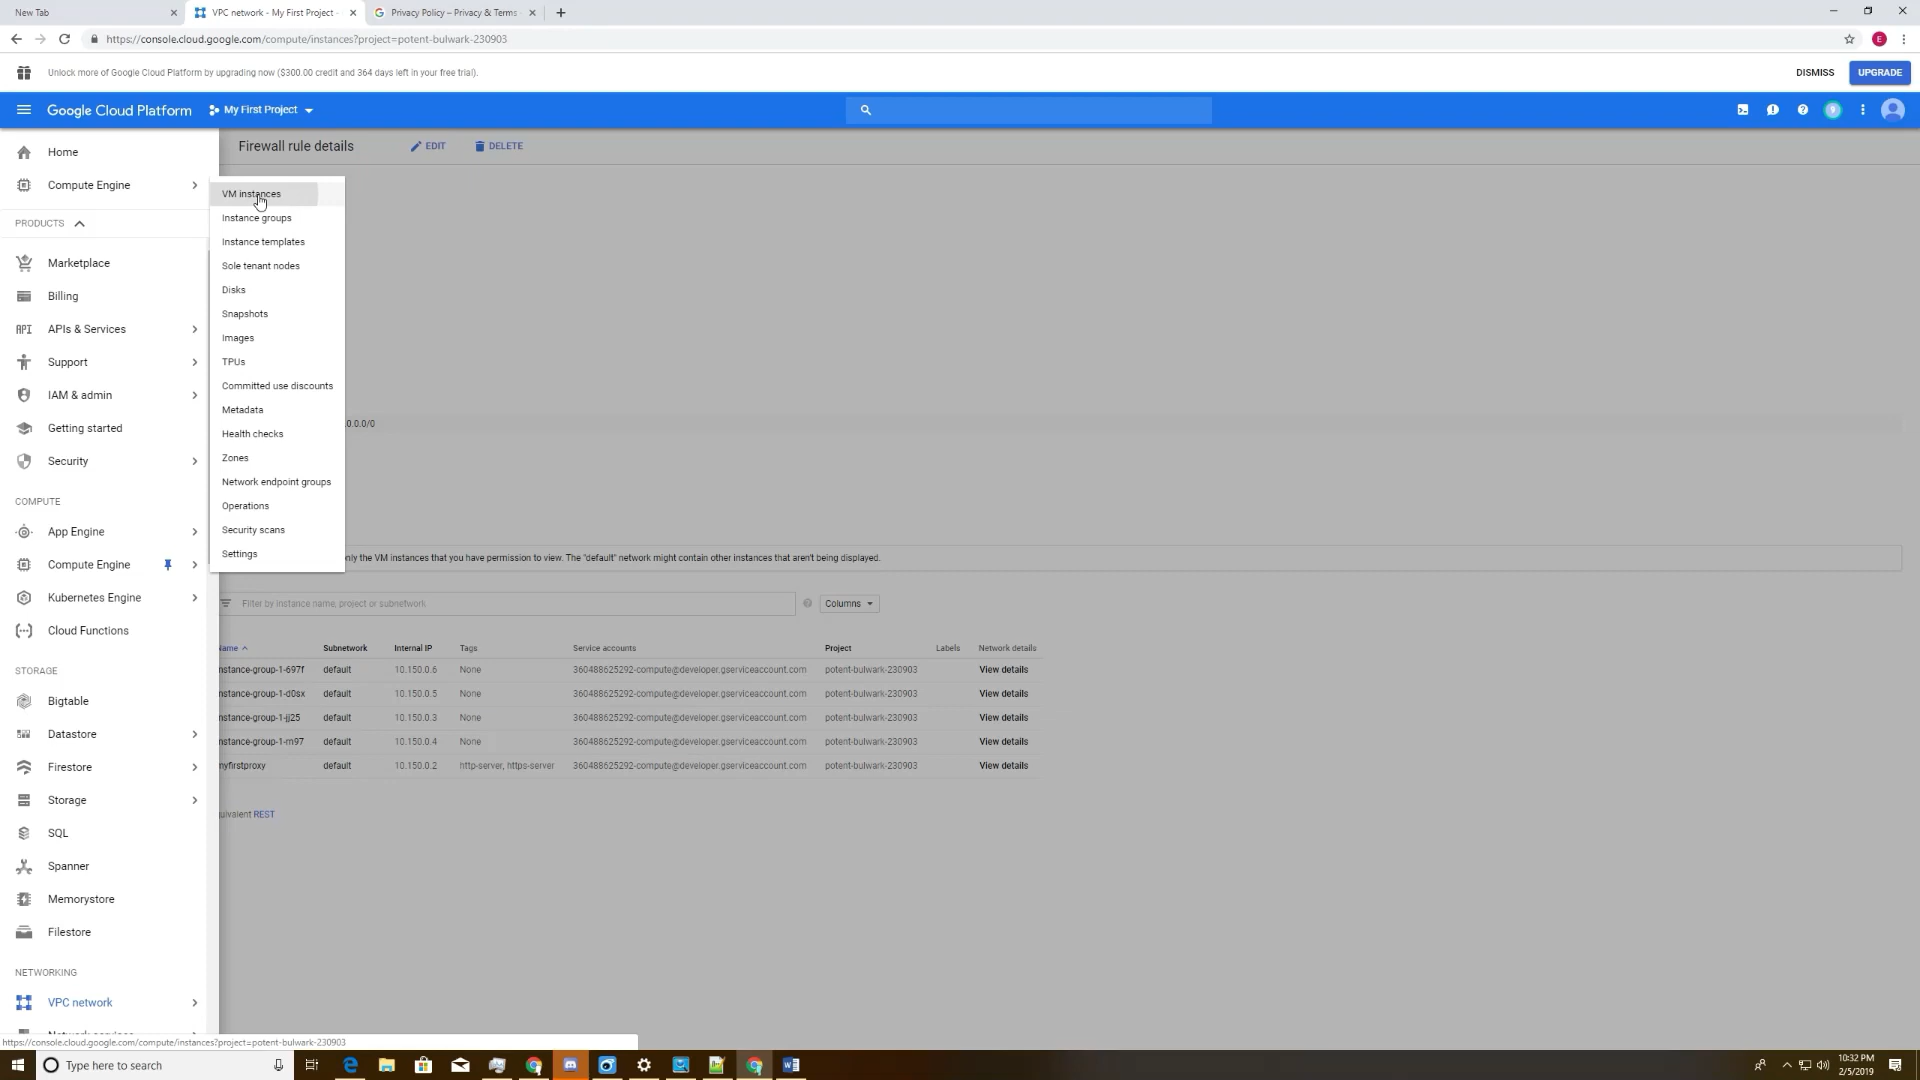 New Tab
VPC network - My First Project -
Privacy Policy – Privacy & Terms
https://console.cloud.google.com/compute/instances?project=potent-bulwark-230903
E
Unlock more of Google Cloud Platform by upgrading now ($300.00 credit and 364 days left in your free trial).
DISMISS
UPGRADE
Google Cloud Platform
My First Project
9
Firewall rule details
EDIT
DELETE
Home
Compute Engine
PRODUCTS
Marketplace
Billing
API APIs & Services
Support
IAM & admin
Getting started
Security
COMPUTE
App Engine
Compute Engine
Kubernetes Engine
Cloud Functions
STORAGE
Bigtable
Datastore
Firestore
Storage
SQL
Spanner
Memorystore
Filestore
NETWORKING
VPC network
Network services
VM instances
Instance groups
Instance templates
Sole tenant nodes
Disks
Snapshots
Images
TPUs
Committed use discounts
Metadata
Health checks
Zones
Network endpoint groups
Operations
Security scans
Settings
.0.0.0/0
only the VM instances that you have permission to view. The "default" network might contain other instances that aren't being displayed.
Filter by instance name, project or subnetwork
Columns
Name Subnetwork Internal IP Tags Service accounts Project Labels Network details
nstance-group-1-697f default 10.150.0.6 None 360488625292-compute@developer.gserviceaccount.com potent-bulwark-230903 View details
nstance-group-1-d0sx default 10.150.0.5 None 360488625292-compute@developer.gserviceaccount.com potent-bulwark-230903 View details
nstance-group-1-jj25 default 10.150.0.3 None 360488625292-compute@developer.gserviceaccount.com potent-bulwark-230903 View details
default 10.150.0.4 None 360488625292-compute@developer.gserviceaccount.com potent-bulwark-230903 View details
myfirstproxy default 10.150.0.2 http-server, https-server 360488625292-compute@developer.gserviceaccount.com potent-bulwark-230903 View details
quivalent REST
https://console.cloud.google.com/compute/instances?project=potent-bulwark-230903
Type here to search
10:32 PM
2/5/2019